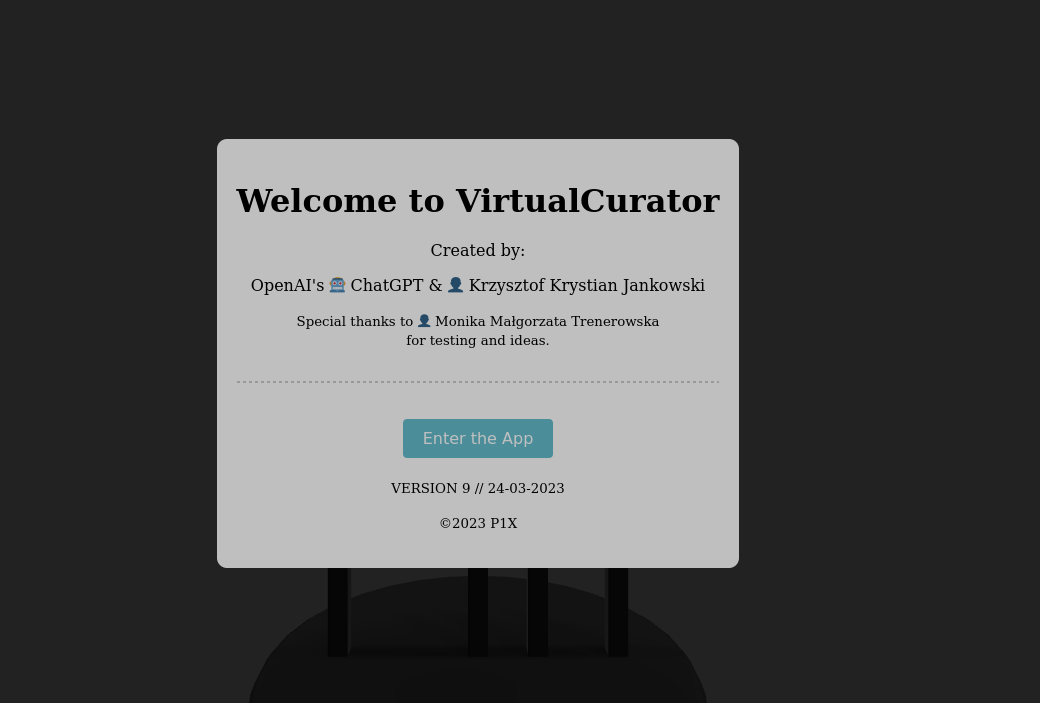 Welcome to VirtualCurator
Created by:
OpenAI's 🤖 ChatGPT & 👤 Krzysztof Krystian Jankowski
Special thanks to 👤 Monika Małgorzata Trenerowska
for testing and ideas.
Enter the App
VERSION 9 // 24-03-2023
©2023 P1X